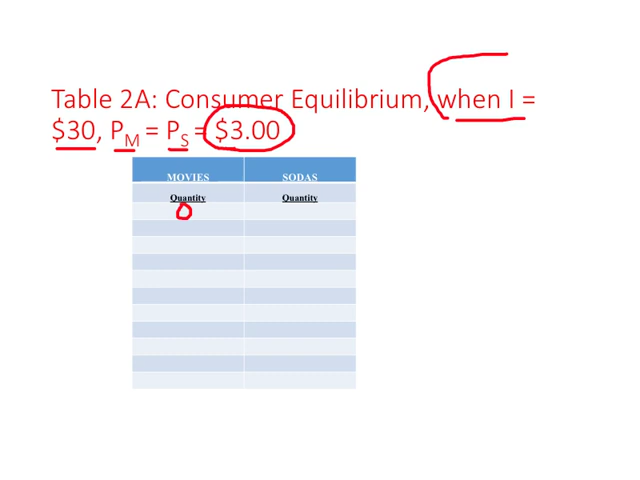 Table 2A: Consumer Equilibrium, when I =
$30, PM = PS = $3.00
MOVIES SODAS
Quantity Quantity
0